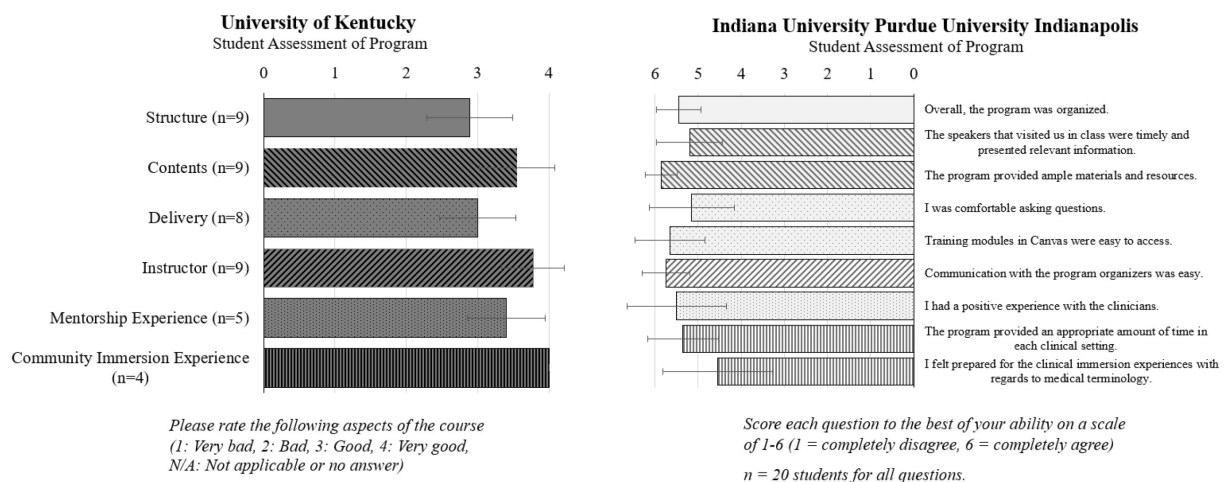 University of Kentucky
Student Assessment of Program
0 1 2 3 4
Structure (n=9)
Contents (n=9)
Delivery (n=8)
Instructor (n=9)
Mentorship Experience (n=5)
Community Immersion Experience
(n=4)
Please rate the following aspects of the course
(1: Very bad, 2: Bad, 3: Good, 4: Very good,
N/A: Not applicable or no answer)
Indiana University Purdue University Indianapolis
Student Assessment of Program
6 5 4 3 2 1 0
Overall, the program was organized.
The speakers that visited us in class were timely and
presented relevant information.
The program provided ample materials and resources.
I was comfortable asking questions.
Training modules in Canvas were easy to access.
Communication with the program organizers was easy.
I had a positive experience with the clinicians.
The program provided an appropriate amount of time in
each clinical setting.
I felt prepared for the clinical immersion experiences with
regards to medical terminology.
Score each question to the best of your ability on a scale
of 1-6 (1 = completely disagree, 6 = completely agree)
n = 20 students for all questions.